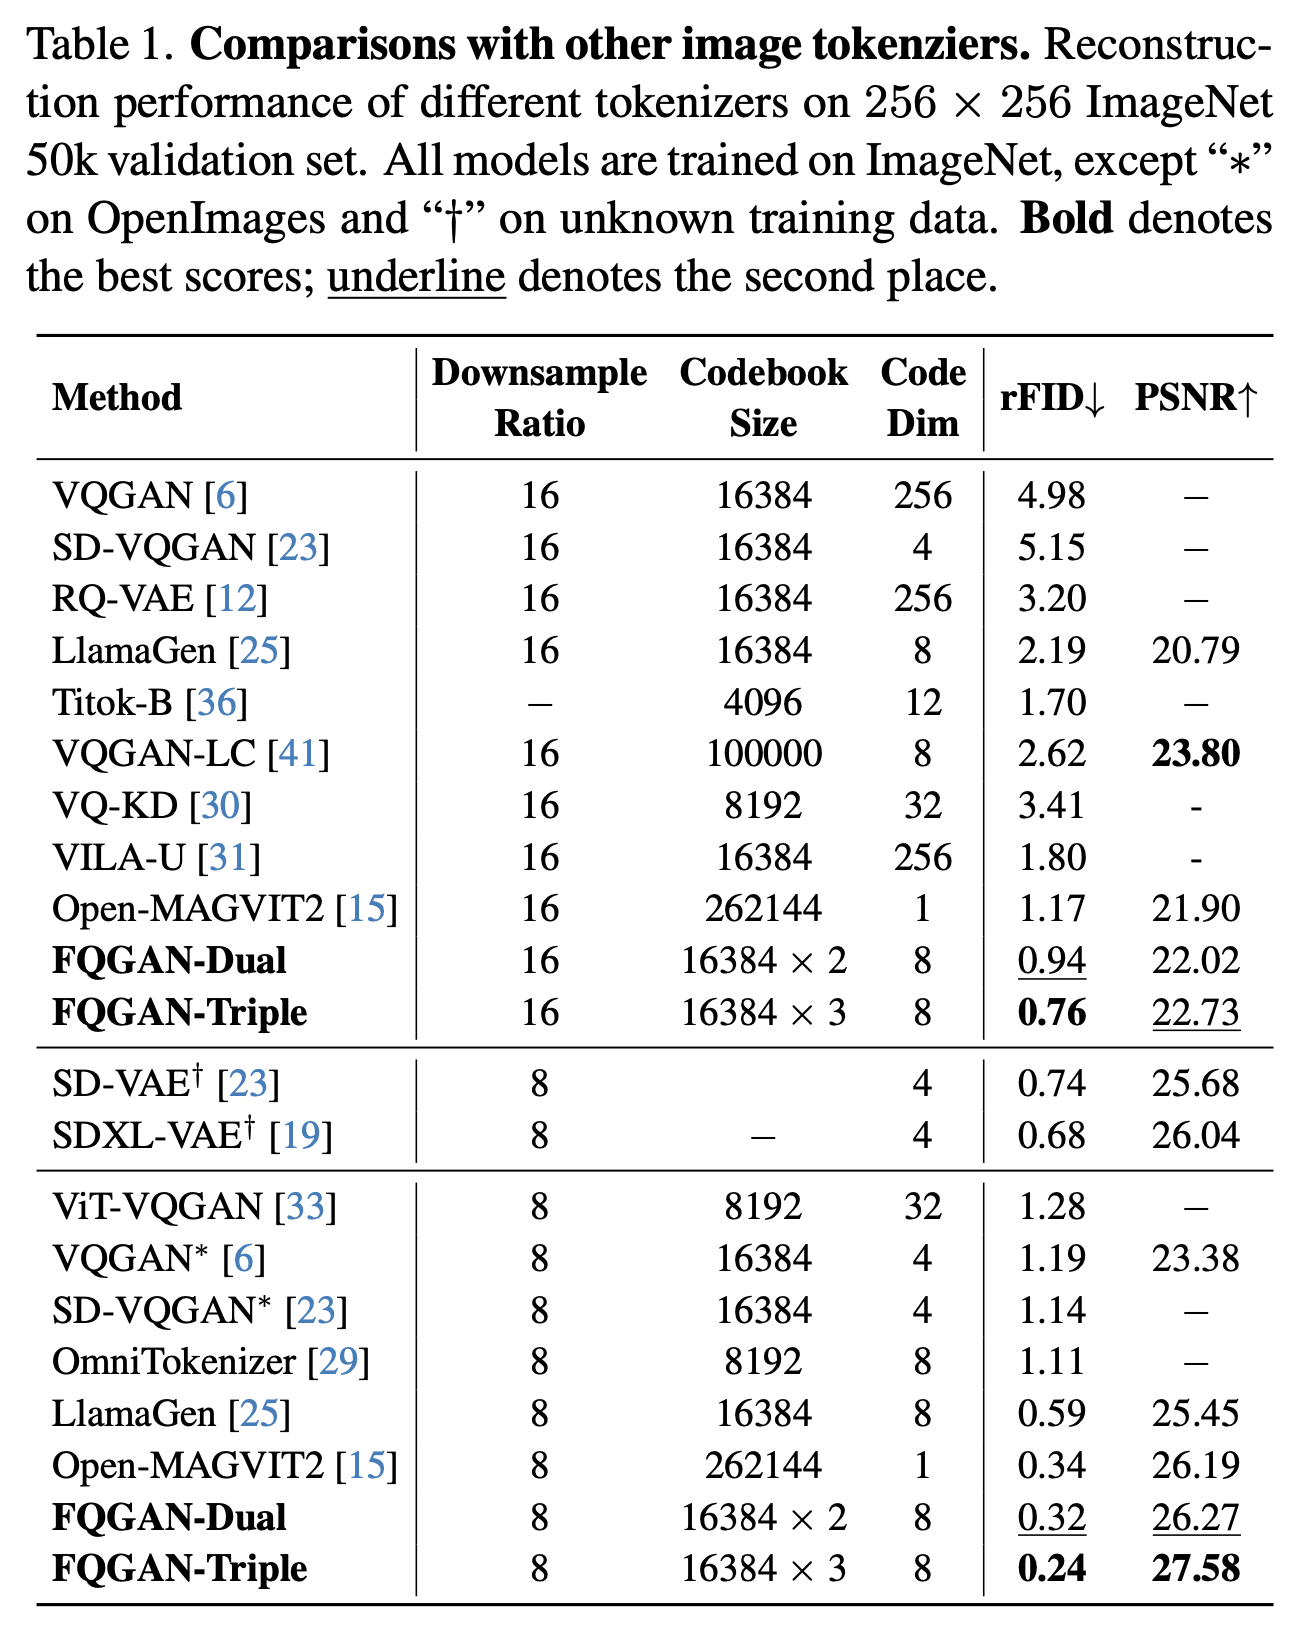 Table 1. Comparisons with other image tokenziers. Reconstruc-
tion performance of different tokenizers on 256 × 256 ImageNet
50k validation set. All models are trained on ImageNet, except “∗”
on OpenImages and “†” on unknown training data. Bold denotes
the best scores; underline denotes the second place.
Method Downsample Ratio Codebook Size Code Dim rFID↓ PSNR↑
VQGAN [6] 16 16384 256 4.98 –
SD-VQGAN [23] 16 16384 4 5.15 –
RQ-VAE [12] 16 16384 256 3.20 –
LlamaGen [25] 16 16384 8 2.19 20.79
Titok-B [36] – 4096 12 1.70 –
VQGAN-LC [41] 16 100000 8 2.62 23.80
VQ-KD [30] 16 8192 32 3.41 -
VILA-U [31] 16 16384 256 1.80 -
Open-MAGVIT2 [15] 16 262144 1 1.17 21.90
FQGAN-Dual 16 16384 × 2 8 0.94 22.02
FQGAN-Triple 16 16384 × 3 8 0.76 22.73
SD-VAE† [23] 8 4 0.74 25.68
SDXL-VAE† [19] 8 – 4 0.68 26.04
ViT-VQGAN [33] 8 8192 32 1.28 –
VQGAN∗ [6] 8 16384 4 1.19 23.38
SD-VQGAN∗ [23] 8 16384 4 1.14 –
OmniTokenizer [29] 8 8192 8 1.11 –
LlamaGen [25] 8 16384 8 0.59 25.45
Open-MAGVIT2 [15] 8 262144 1 0.34 26.19
FQGAN-Dual 8 16384 × 2 8 0.32 26.27
FQGAN-Triple 8 16384 × 3 8 0.24 27.58